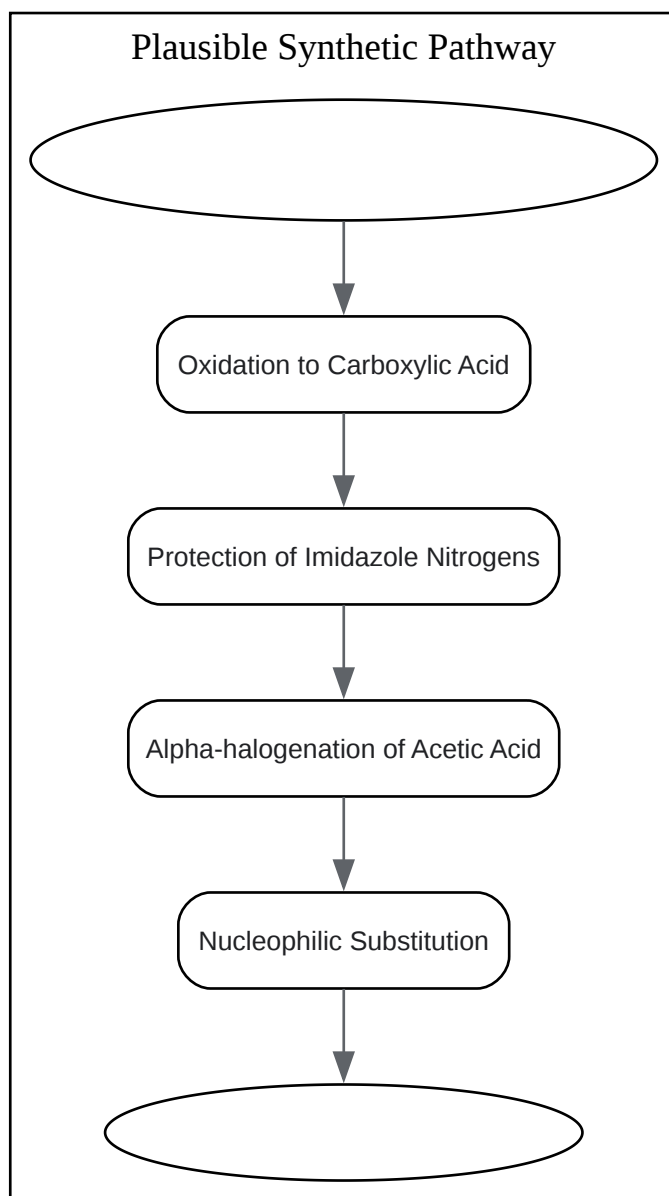 Plausible Synthetic Pathway
Oxidation to Carboxylic Acid
Protection of Imidazole Nitrogens
Alpha-halogenation of Acetic Acid
Nucleophilic Substitution